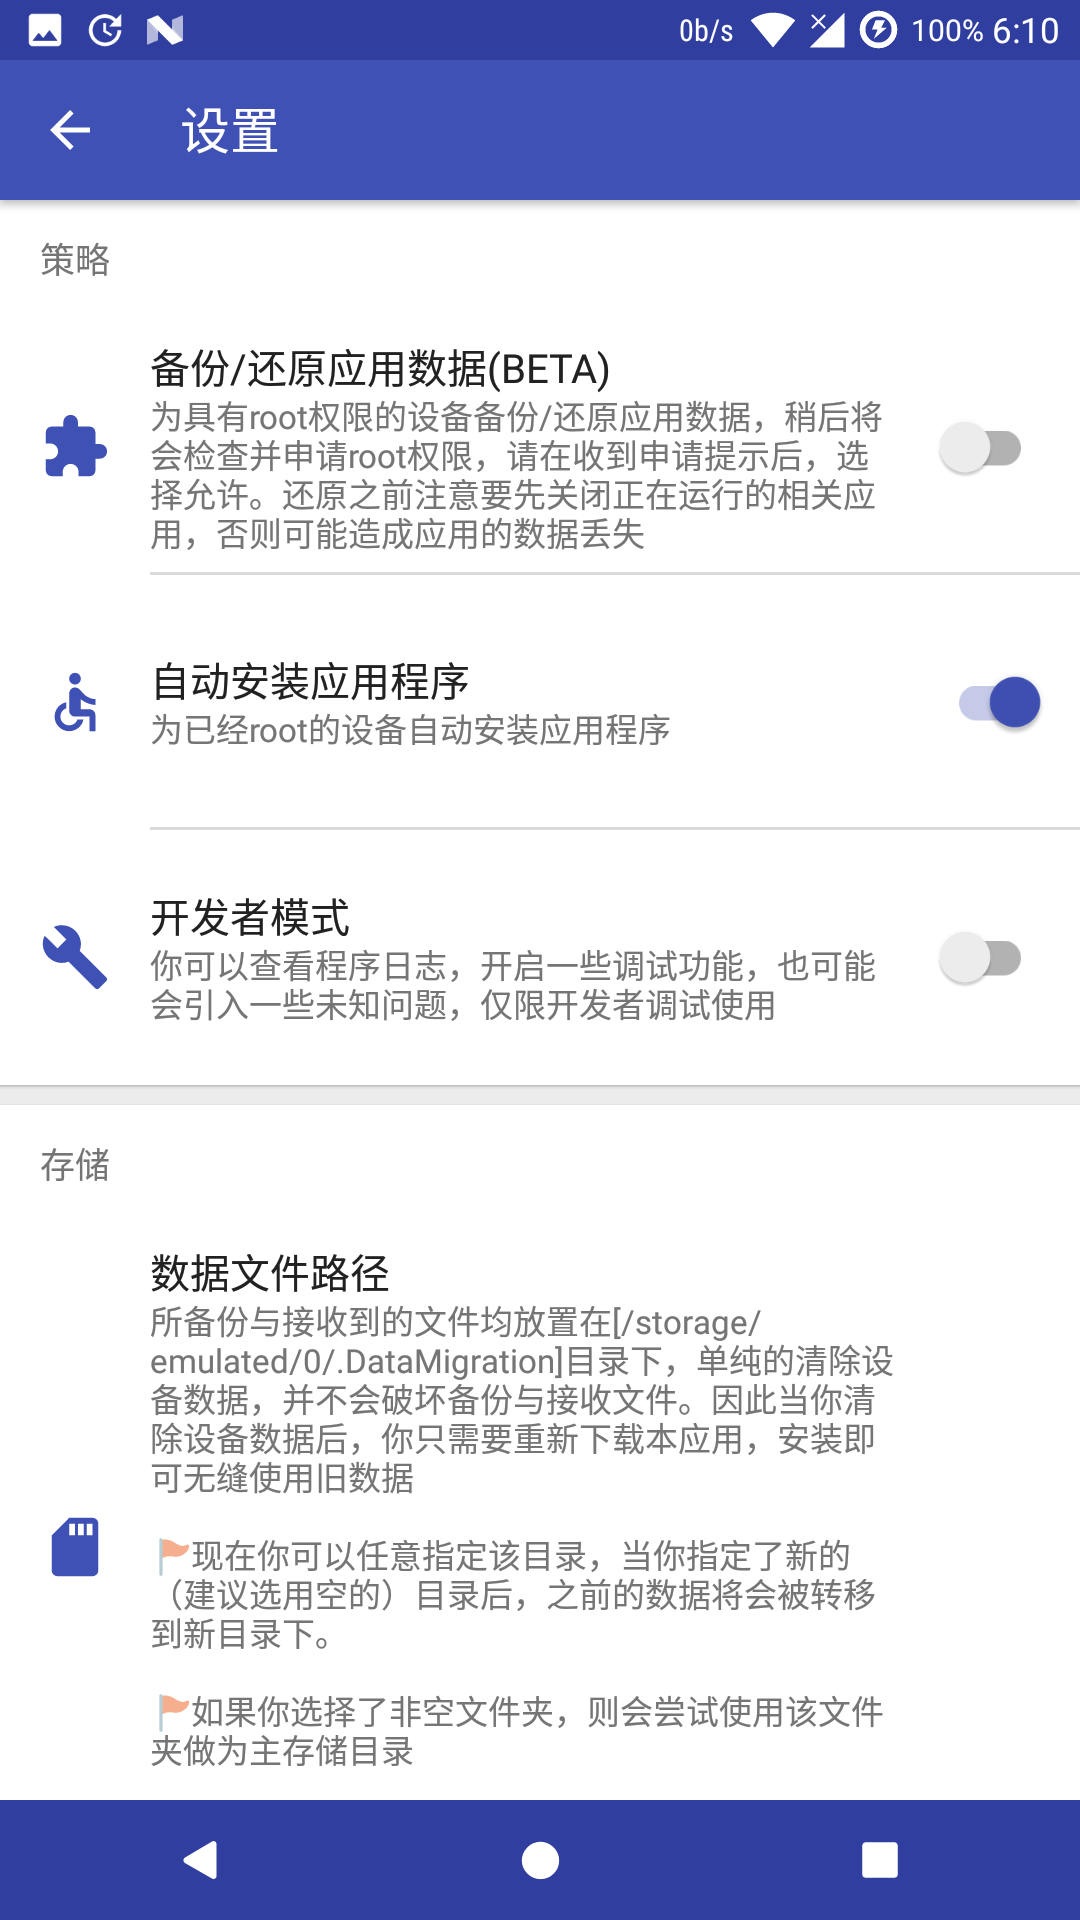 0b/s 100% 6:10
设置
策略
备份/还原应用数据(BETA)
为具有root权限的设备备份/还原应用数据，稍后将
会检查并申请root权限，请在收到申请提示后，选
择允许。还原之前注意要先关闭正在运行的相关应
用，否则可能造成应用的数据丢失
自动安装应用程序
为已经root的设备自动安装应用程序
开发者模式
你可以查看程序日志，开启一些调试功能，也可能
会引入一些未知问题，仅限开发者调试使用
存储
数据文件路径
所备份与接收到的文件均放置在[/storage/
emulated/0/.DataMigration]目录下，单纯的清除设
备数据，并不会破坏备份与接收文件。因此当你清
除设备数据后，你只需要重新下载本应用，安装即
可无缝使用旧数据
现在你可以任意指定该目录，当你指定了新的
（建议选用空的）目录后，之前的数据将会被转移
到新目录下。
如果你选择了非空文件夹，则会尝试使用该文件
夹做为主存储目录